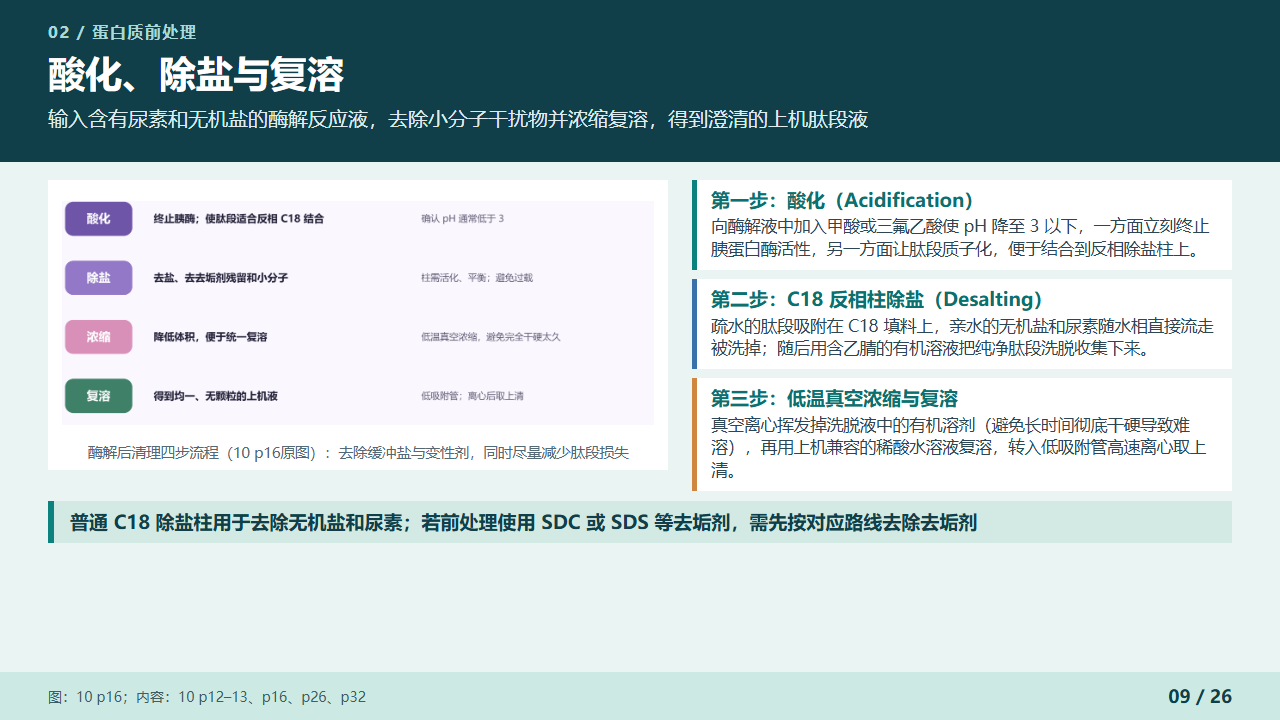 02 / 蛋白质前处理
酸化、除盐与复溶
输入含有尿素和无机盐的酶解反应液，去除小分子干扰物并浓缩复溶，得到澄清的上机肽段液
酸化 终止胰酶；使肽段适合反相 C18 结合 确认 pH 通常低于 3
除盐 去盐、去去垢剂残留和小分子 柱需活化、平衡；避免过载
浓缩 降低体积，便于统一复溶 低温真空浓缩，避免完全干硬太久
复溶 得到均一、无颗粒的上机液 低吸附管；离心后取上清
酶解后清理四步流程（10 p16原图）：去除缓冲盐与变性剂，同时尽量减少肽段损失
第一步：酸化（Acidification）
向酶解液中加入甲酸或三氟乙酸使 pH 降至 3 以下，一方面立刻终止
胰蛋白酶活性，另一方面让肽段质子化，便于结合到反相除盐柱上。
第二步：C18 反相柱除盐（Desalting）
疏水的肽段吸附在 C18 填料上，亲水的无机盐和尿素随水相直接流走
被洗掉；随后用含乙腈的有机溶液把纯净肽段洗脱收集下来。
第三步：低温真空浓缩与复溶
真空离心挥发掉洗脱液中的有机溶剂（避免长时间彻底干硬导致难
溶），再用上机兼容的稀酸水溶液复溶，转入低吸附管高速离心取上
清。
普通 C18 除盐柱用于去除无机盐和尿素；若前处理使用 SDC 或 SDS 等去垢剂，需先按对应路线去除去垢剂
图：10 p16；内容：10 p12–13、p16、p26、p32
09 / 26